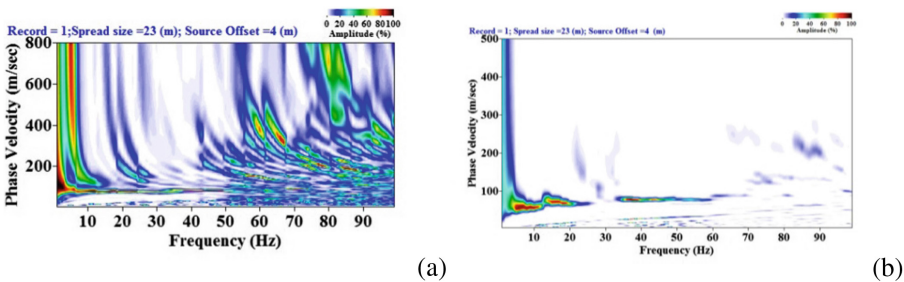 0 20 40 60 80 100
Amplitude (%)
Record = 1;Spread size =23 (m); Source Offset =4 (m)
800
600
400
200
Phase Velocity (m/sec)
10 20 30 40 50 60 70 80 90
Frequency (Hz)
(a)
0 20 40 60 80 100
Amplitude (%)
Record = 1; Spread size =23 (m); Source Offset =4 (m)
500
400
300
200
100
Phase Velocity (m/sec)
10 20 30 40 50 60 70 80 90
Frequency (Hz)
(b)